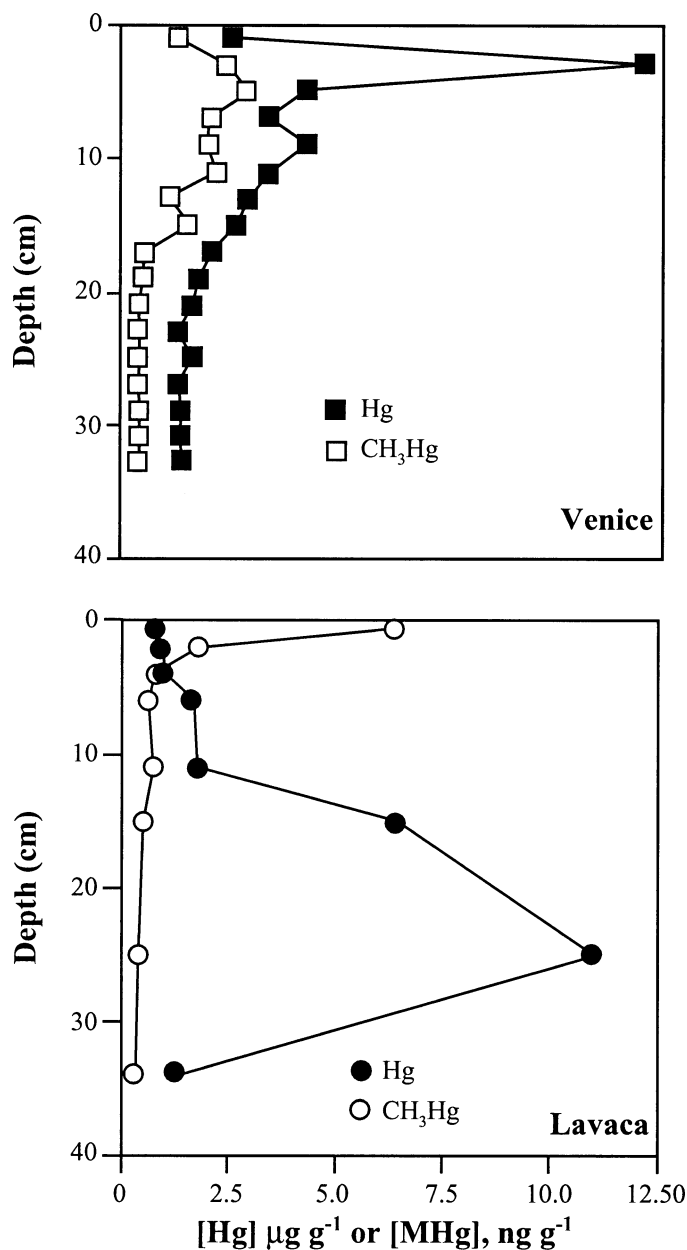 0
10
20
30
40
Depth (cm)
Hg
CH₃Hg
Venice
0
10
20
30
40
Depth (cm)
Hg
CH₃Hg
Lavaca
0 2.5 5.0 7.5 10.0 12.50
[Hg] µg g⁻¹ or [MHg], ng g⁻¹